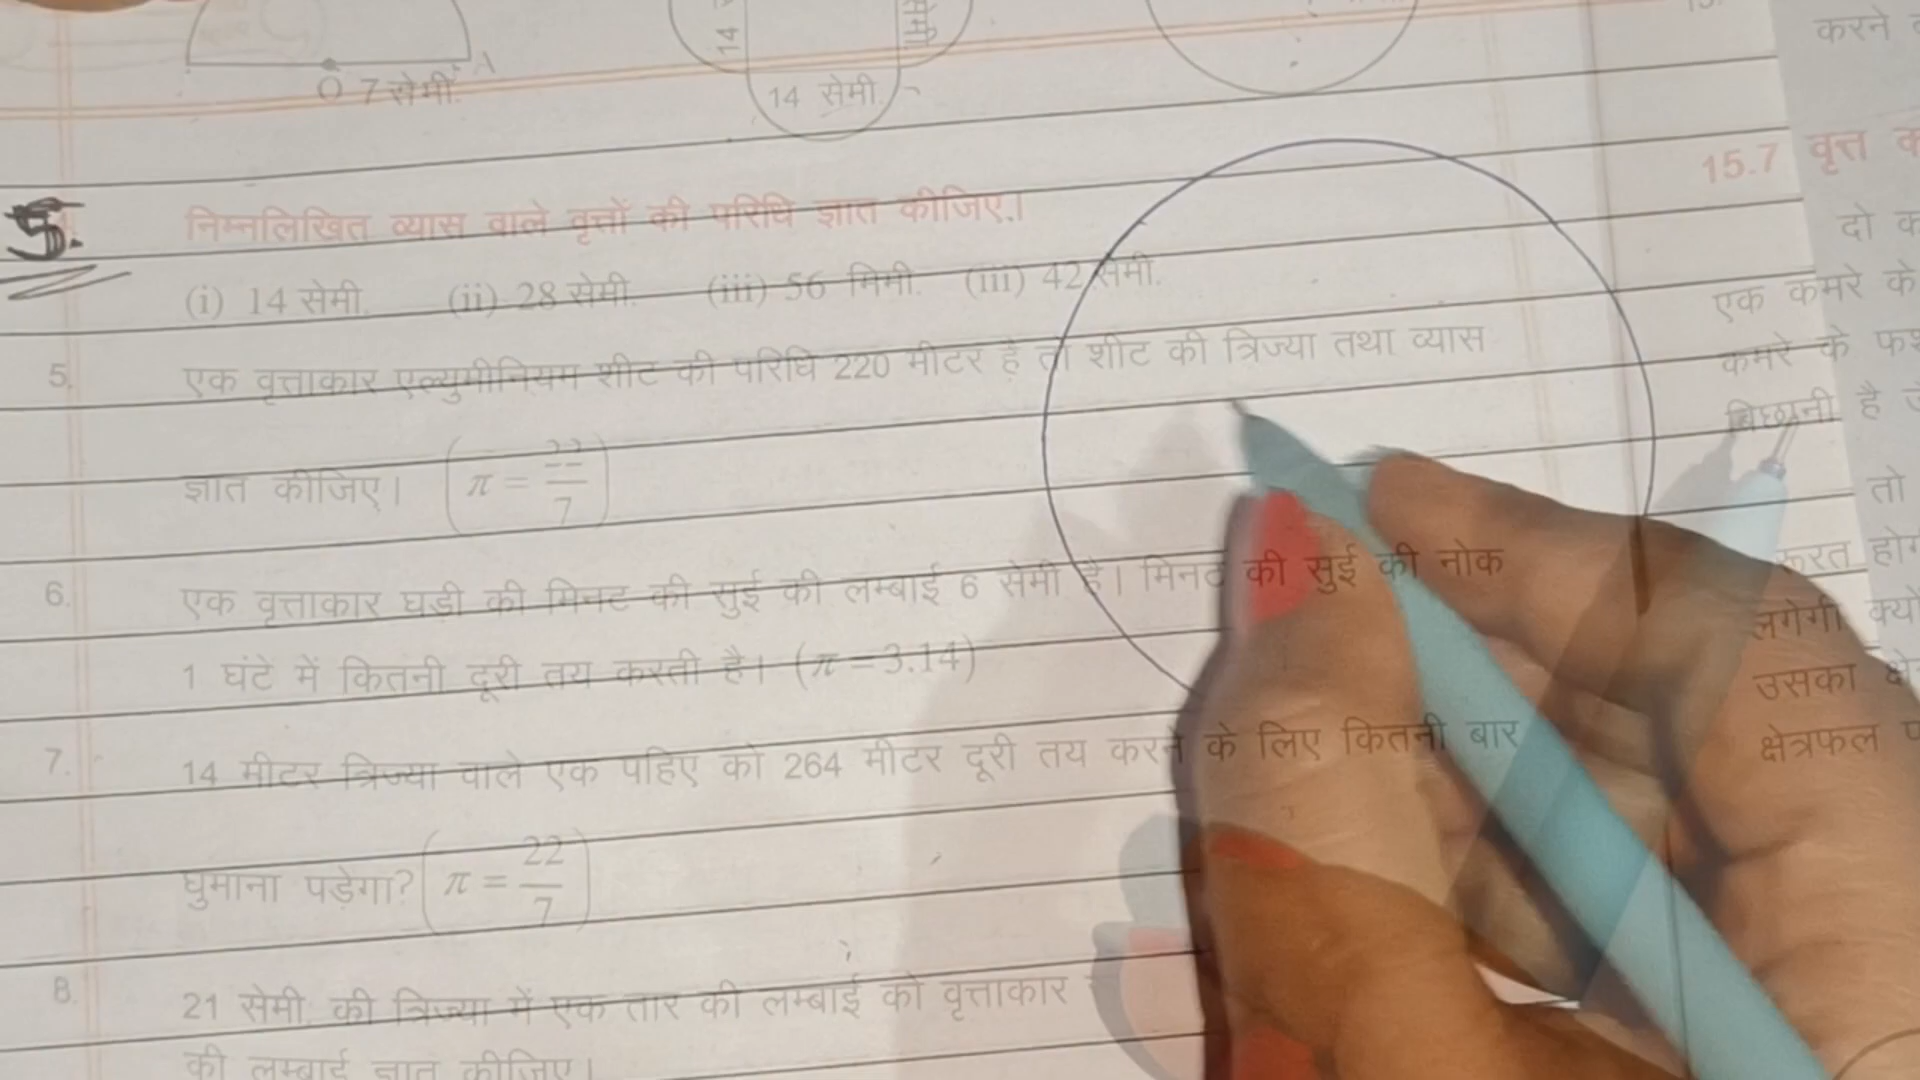 14
O 7 सेमी. A
14 सेमी.
5. निम्नलिखित व्यास वाले वृत्तों की परिधि ज्ञात कीजिए।
(i) 14 सेमी. (ii) 28 सेमी. (iii) 56 मिमी. (iii) 42 सेमी.
5. एक वृत्ताकार एल्युमीनियम शीट की परिधि 220 मीटर है तो शीट की त्रिज्या तथा व्यास
ज्ञात कीजिए। (π = 22/7)
6. एक वृत्ताकार घड़ी की मिनट की सुई की लम्बाई 6 सेमी है। मिनट की सुई की नोक
1 घंटे में कितनी दूरी तय करती है। (π = 3.14)
7. 14 मीटर त्रिज्या वाले एक पहिए को 264 मीटर दूरी तय करने के लिए कितनी बार
घुमाना पड़ेगा? (π = 22/7)
8. 21 सेमी. की त्रिज्या में एक तार की लम्बाई को वृत्ताकार
की लम्बाई ज्ञात कीजिए।
करने
15.7 वृत्त
दो
एक कमरे के
कमरे के
बिछानी है
तो
लगेगी
उसका
क्षेत्रफल